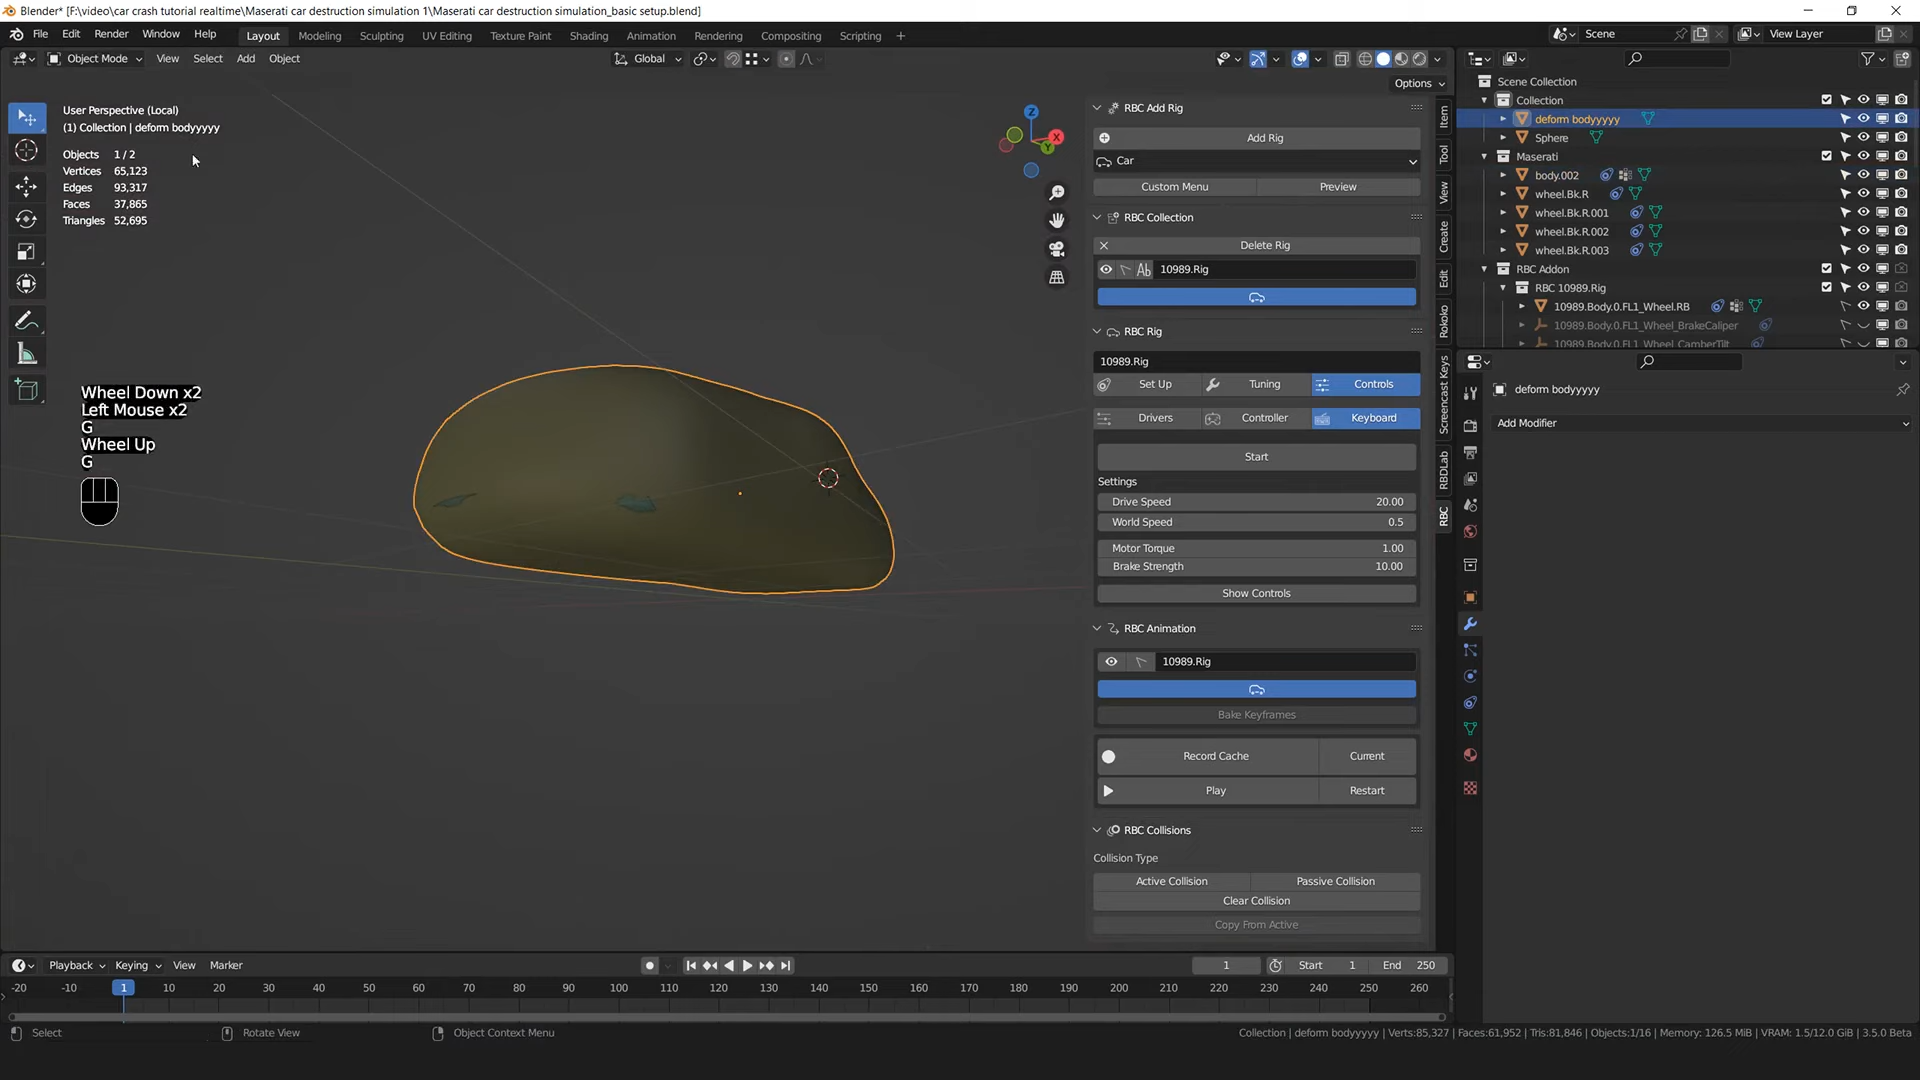 Blender* [F:\video\car crash tutorial realtime\Maserati car destruction simulation 1\Maserati car destruction simulation_basic setup.blend]
File Edit Render Window Help Layout Modeling Sculpting UV Editing Texture Paint Shading Animation Rendering Compositing Scripting Scene View Layer
Object Mode View Select Add Object Global
Options
User Perspective (Local)
(1) Collection | deform bodyyyyy
Objects 1 / 2
Vertices 65,123
Edges 93,317
Faces 37,865
Triangles 52,695
Wheel Down x2
Left Mouse x2
G
Wheel Up
G
Z
X
Y
RBC Add Rig
Add Rig
Car
Custom Menu Preview
RBC Collection
Delete Rig
Ab 10989.Rig
RBC Rig
10989.Rig
Set Up Tuning Controls
Drivers Controller Keyboard
Start
Settings
Drive Speed 20.00
World Speed 0.5
Motor Torque 1.00
Brake Strength 10.00
Show Controls
RBC Animation
10989.Rig
Bake Keyframes
Record Cache Current
Play Restart
RBC Collisions
Collision Type
Active Collision Passive Collision
Clear Collision
Copy From Active
Item
Tool
View
Create
Edit
Rokoko
Screencast Keys
RBDLab
RBC
Scene Collection
Collection
deform bodyyyyy
Sphere
Maserati
body.002
wheel.Bk.R
wheel.Bk.R.001
wheel.Bk.R.002
wheel.Bk.R.003
RBC Addon
RBC 10989.Rig
10989.Body.0.FL1_Wheel.RB
10989.Body.0.FL1_Wheel_BrakeCaliper
10989.Body.0.FL1_Wheel_CamberTilt
deform bodyyyyy
Add Modifier
Playback Keying View Marker 1 Start 1 End 250
-20 -10 1 10 20 30 40 50 60 70 80 90 100 110 120 130 140 150 160 170 180 190 200 210 220 230 240 250 260
Select Rotate View Object Context Menu Collection | deform bodyyyyy | Verts:85,327 | Faces:61,952 | Tris:81,846 | Objects:1/16 | Memory: 126.5 MiB | VRAM: 1.5/12.0 GiB | 3.5.0 Beta